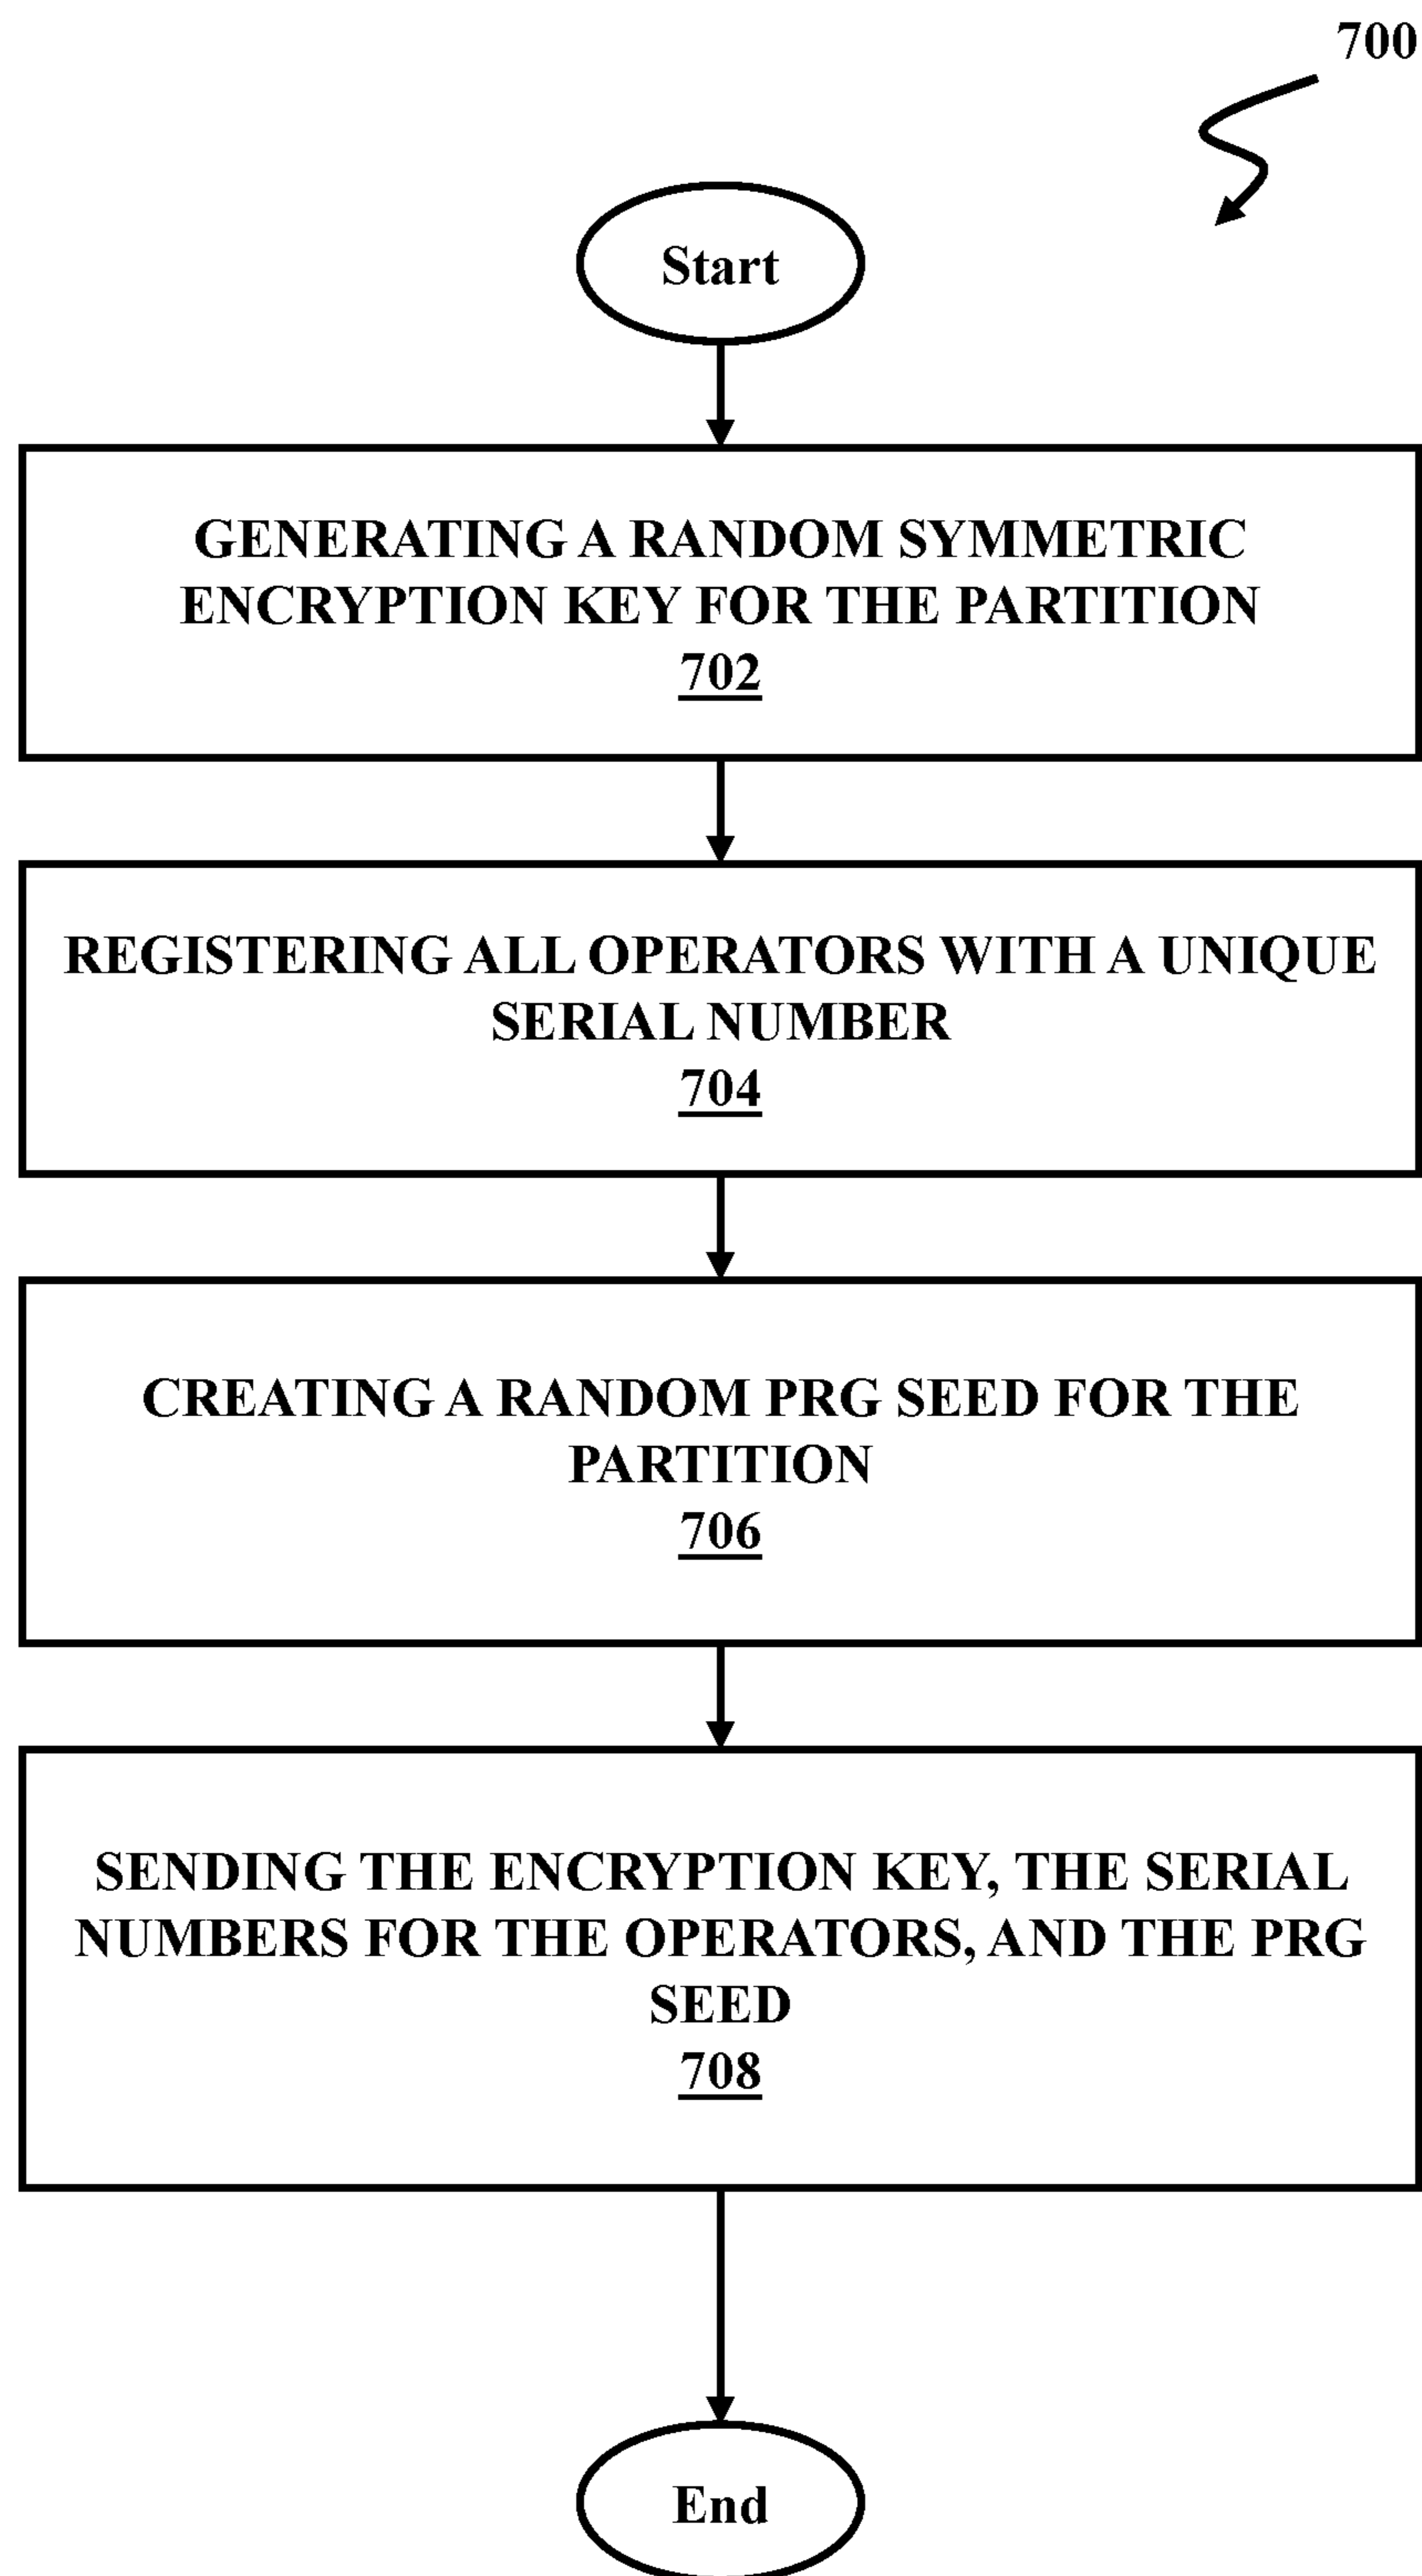 700
Start
GENERATING A RANDOM SYMMETRIC
ENCRYPTION KEY FOR THE PARTITION
702
REGISTERING ALL OPERATORS WITH A UNIQUE
SERIAL NUMBER
704
CREATING A RANDOM PRG SEED FOR THE
PARTITION
706
SENDING THE ENCRYPTION KEY, THE SERIAL
NUMBERS FOR THE OPERATORS, AND THE PRG
SEED
708
End